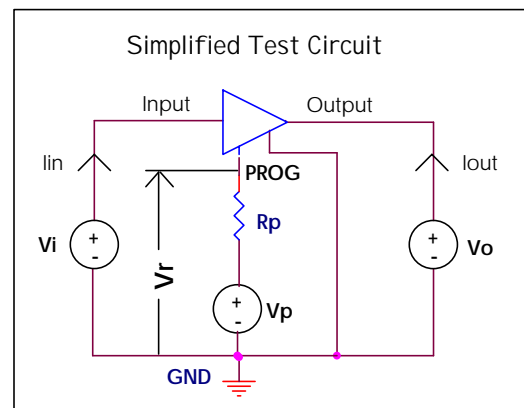 Simplified Test Circuit
Input
Output
Iin
Iout
PROG
Rp
Vr
Vi
+
-
Vo
+
-
Vp
+
-
GND